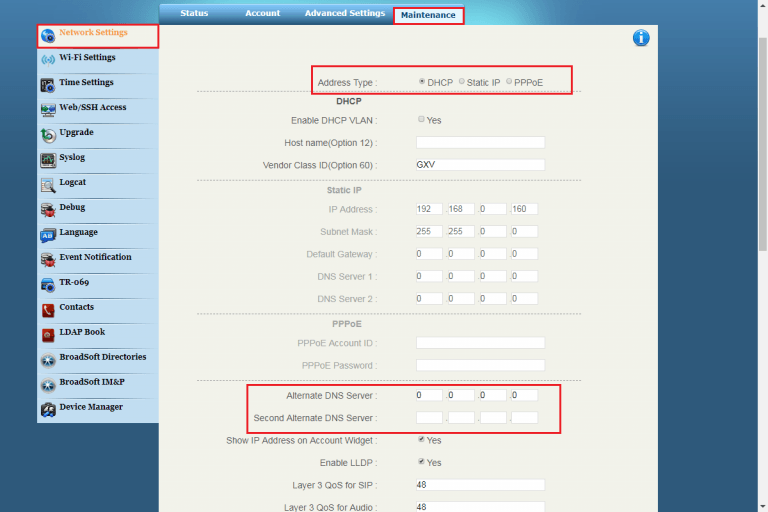 Status Account Advanced Settings Maintenance
Network Settings
Wi-Fi Settings
Time Settings
Web/SSH Access
Upgrade
Syslog
Logcat
Debug
Language
Event Notification
TR-069
Contacts
LDAP Book
BroadSoft Directories
BroadSoft IM&P
Device Manager
Address Type : DHCP Static IP PPPoE
DHCP
Enable DHCP VLAN : Yes
Host name(Option 12) :
Vendor Class ID(Option 60) : GXV
Static IP
IP Address : 192 .168 .0 .160
Subnet Mask : 255 .255 .0 .0
Default Gateway : 0 .0 .0 .0
DNS Server 1 : 0 .0 .0 .0
DNS Server 2 : 0 .0 .0 .0
PPPoE
PPPoE Account ID :
PPPoE Password :
Alternate DNS Server : 0 .0 .0 .0
Second Alternate DNS Server : . . .
Show IP Address on Account Widget : Yes
Enable LLDP : Yes
Layer 3 QoS for SIP : 48
Layer 3 QoS for Audio : 48